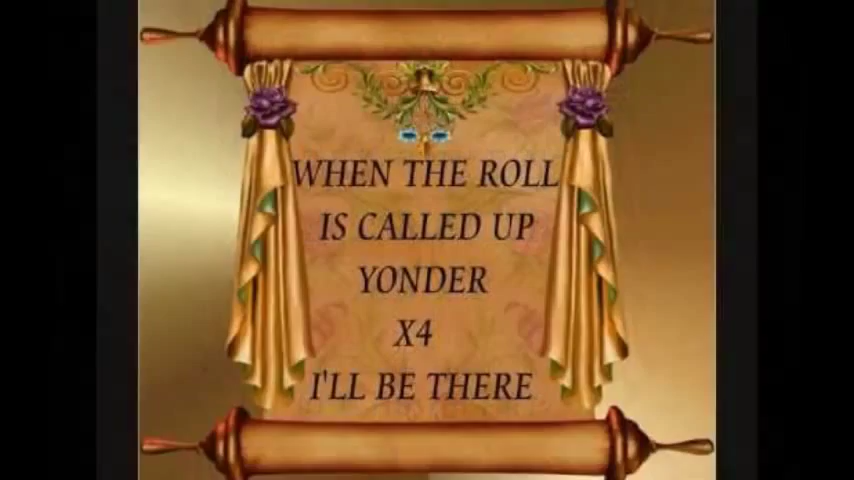 WHEN THE ROLL
IS CALLED UP
YONDER
X4
I'LL BE THERE